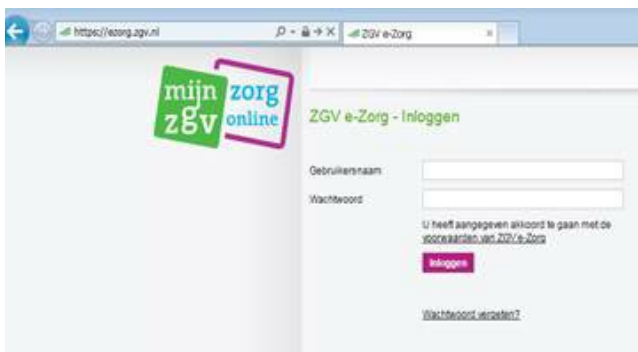 https://ezorg.zgv.nl
ZGV e-Zorg
mijn zorg
zgv online
ZGV e-Zorg - Inloggen
Gebruikersnaam
Wachtwoord
U heeft aangegeven akkoord te gaan met de
voorwaarden van ZGV e-Zorg
Inloggen
Wachtwoord vergeten?